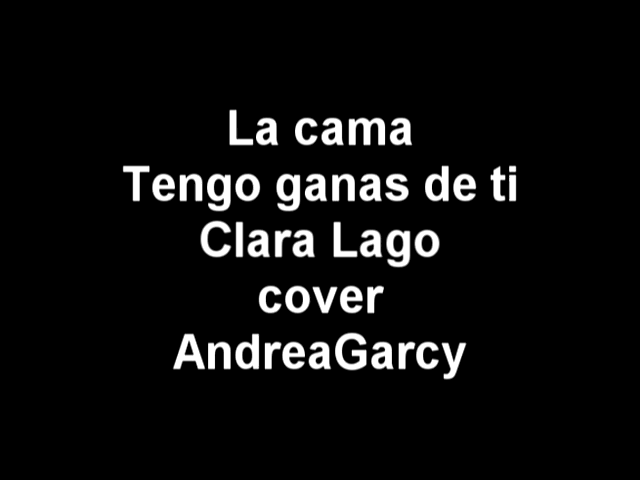 La cama
Tengo ganas de ti
Clara Lago
cover
AndreaGarcy